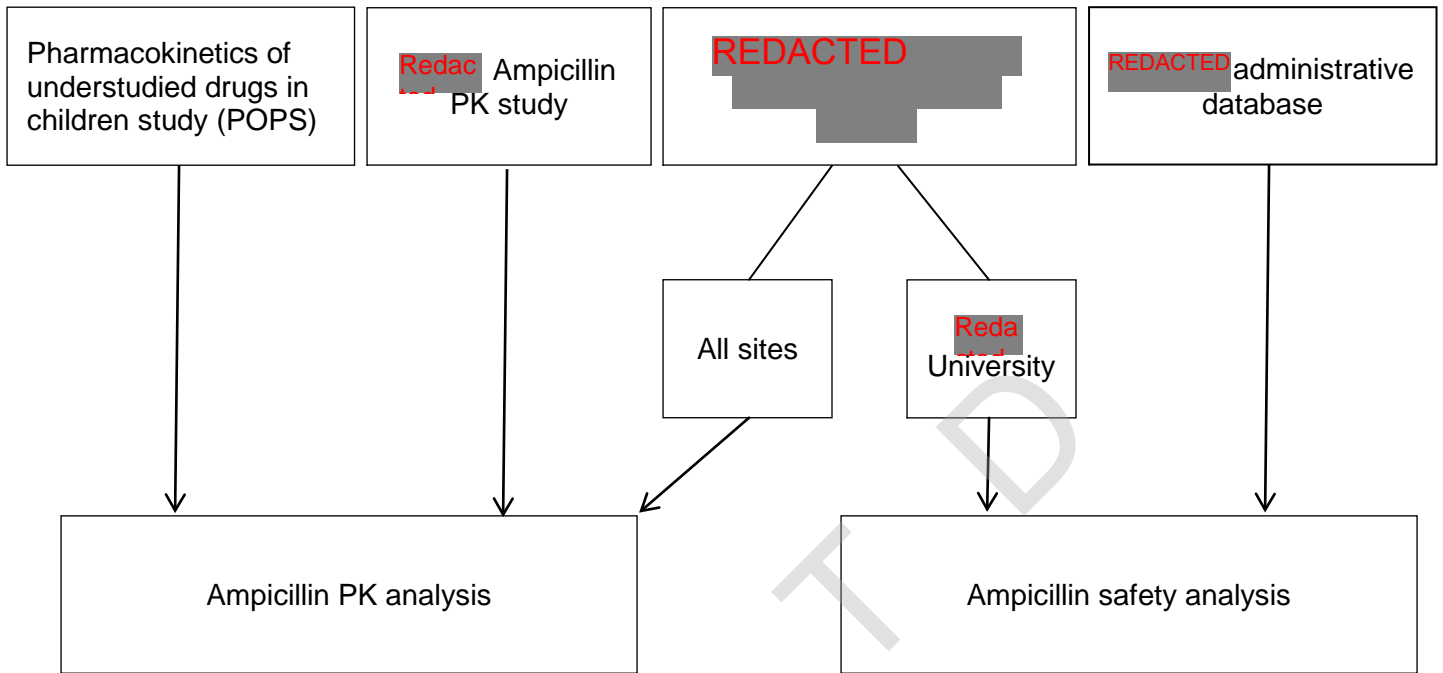 Pharmacokinetics of
understudied drugs in
children study (POPS)
Redac Ampicillin
PK study
REDACTED
REDACTED administrative
database
All sites
Reda
University
Ampicillin PK analysis
Ampicillin safety analysis
T D